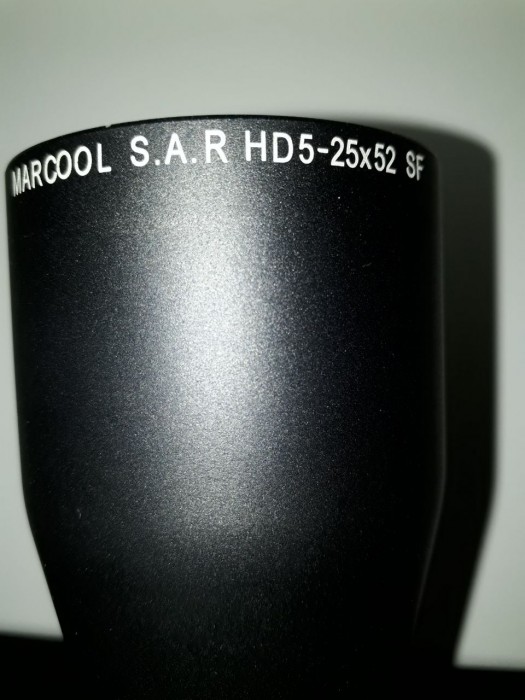 MARCOOL S.A.R HD5-25x52 SF